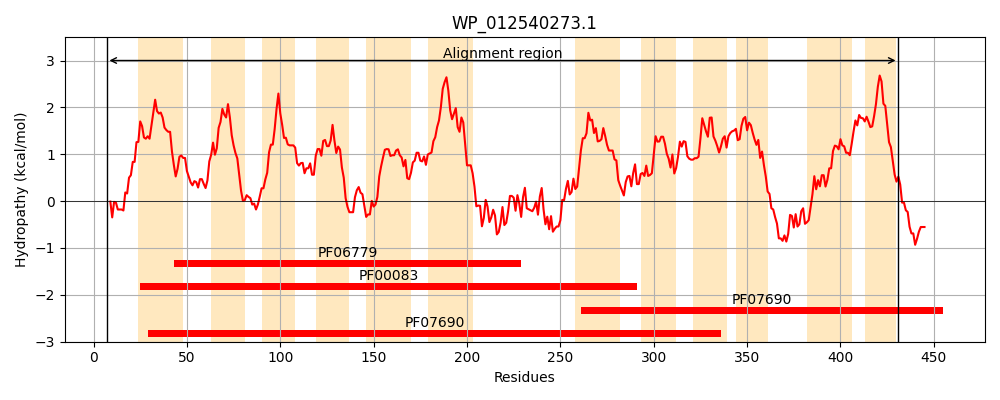 WP_012540273.1
Alignment region
PF06779
PF00083
PF07690
PF07690
3
2
1
0
−1
−2
−3
Hydropathy (kcal/mol)
0 50 100 150 200 250 300 350 400 450
Residues